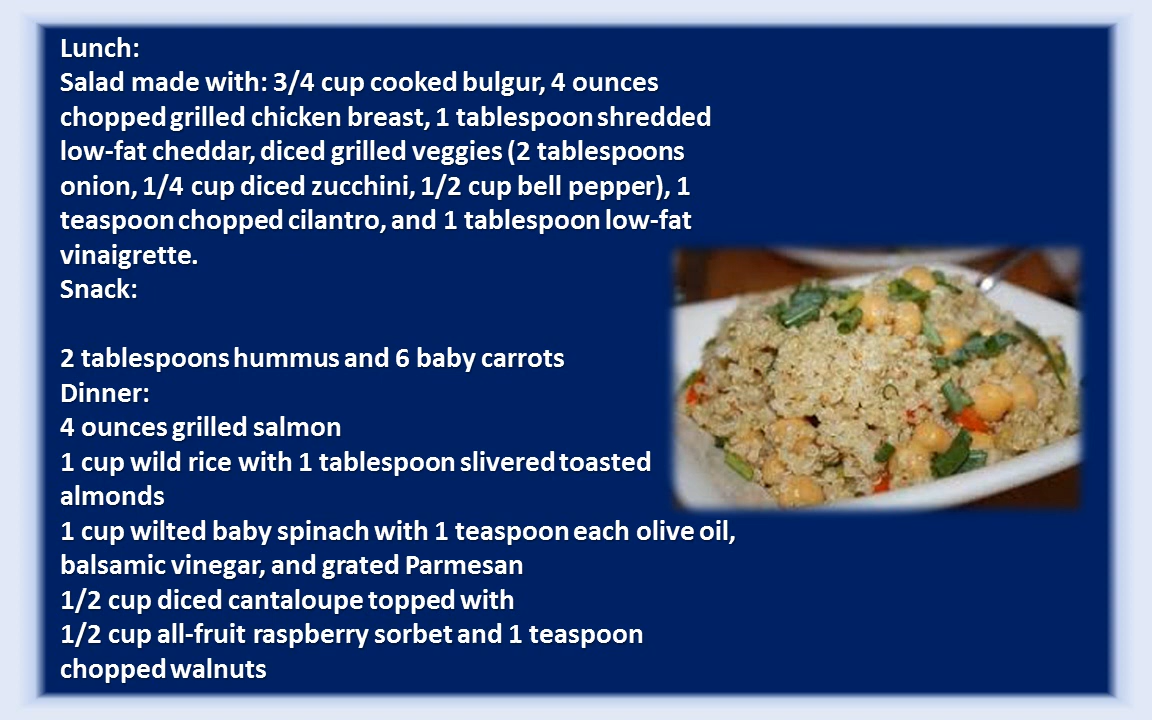 Lunch:
Salad made with: 3/4 cup cooked bulgur, 4 ounces
chopped grilled chicken breast, 1 tablespoon shredded
low-fat cheddar, diced grilled veggies (2 tablespoons
onion, 1/4 cup diced zucchini, 1/2 cup bell pepper), 1
teaspoon chopped cilantro, and 1 tablespoon low-fat
vinaigrette.
Snack:
2 tablespoons hummus and 6 baby carrots
Dinner:
4 ounces grilled salmon
1 cup wild rice with 1 tablespoon slivered toasted
almonds
1 cup wilted baby spinach with 1 teaspoon each olive oil,
balsamic vinegar, and grated Parmesan
1/2 cup diced cantaloupe topped with
1/2 cup all-fruit raspberry sorbet and 1 teaspoon
chopped walnuts